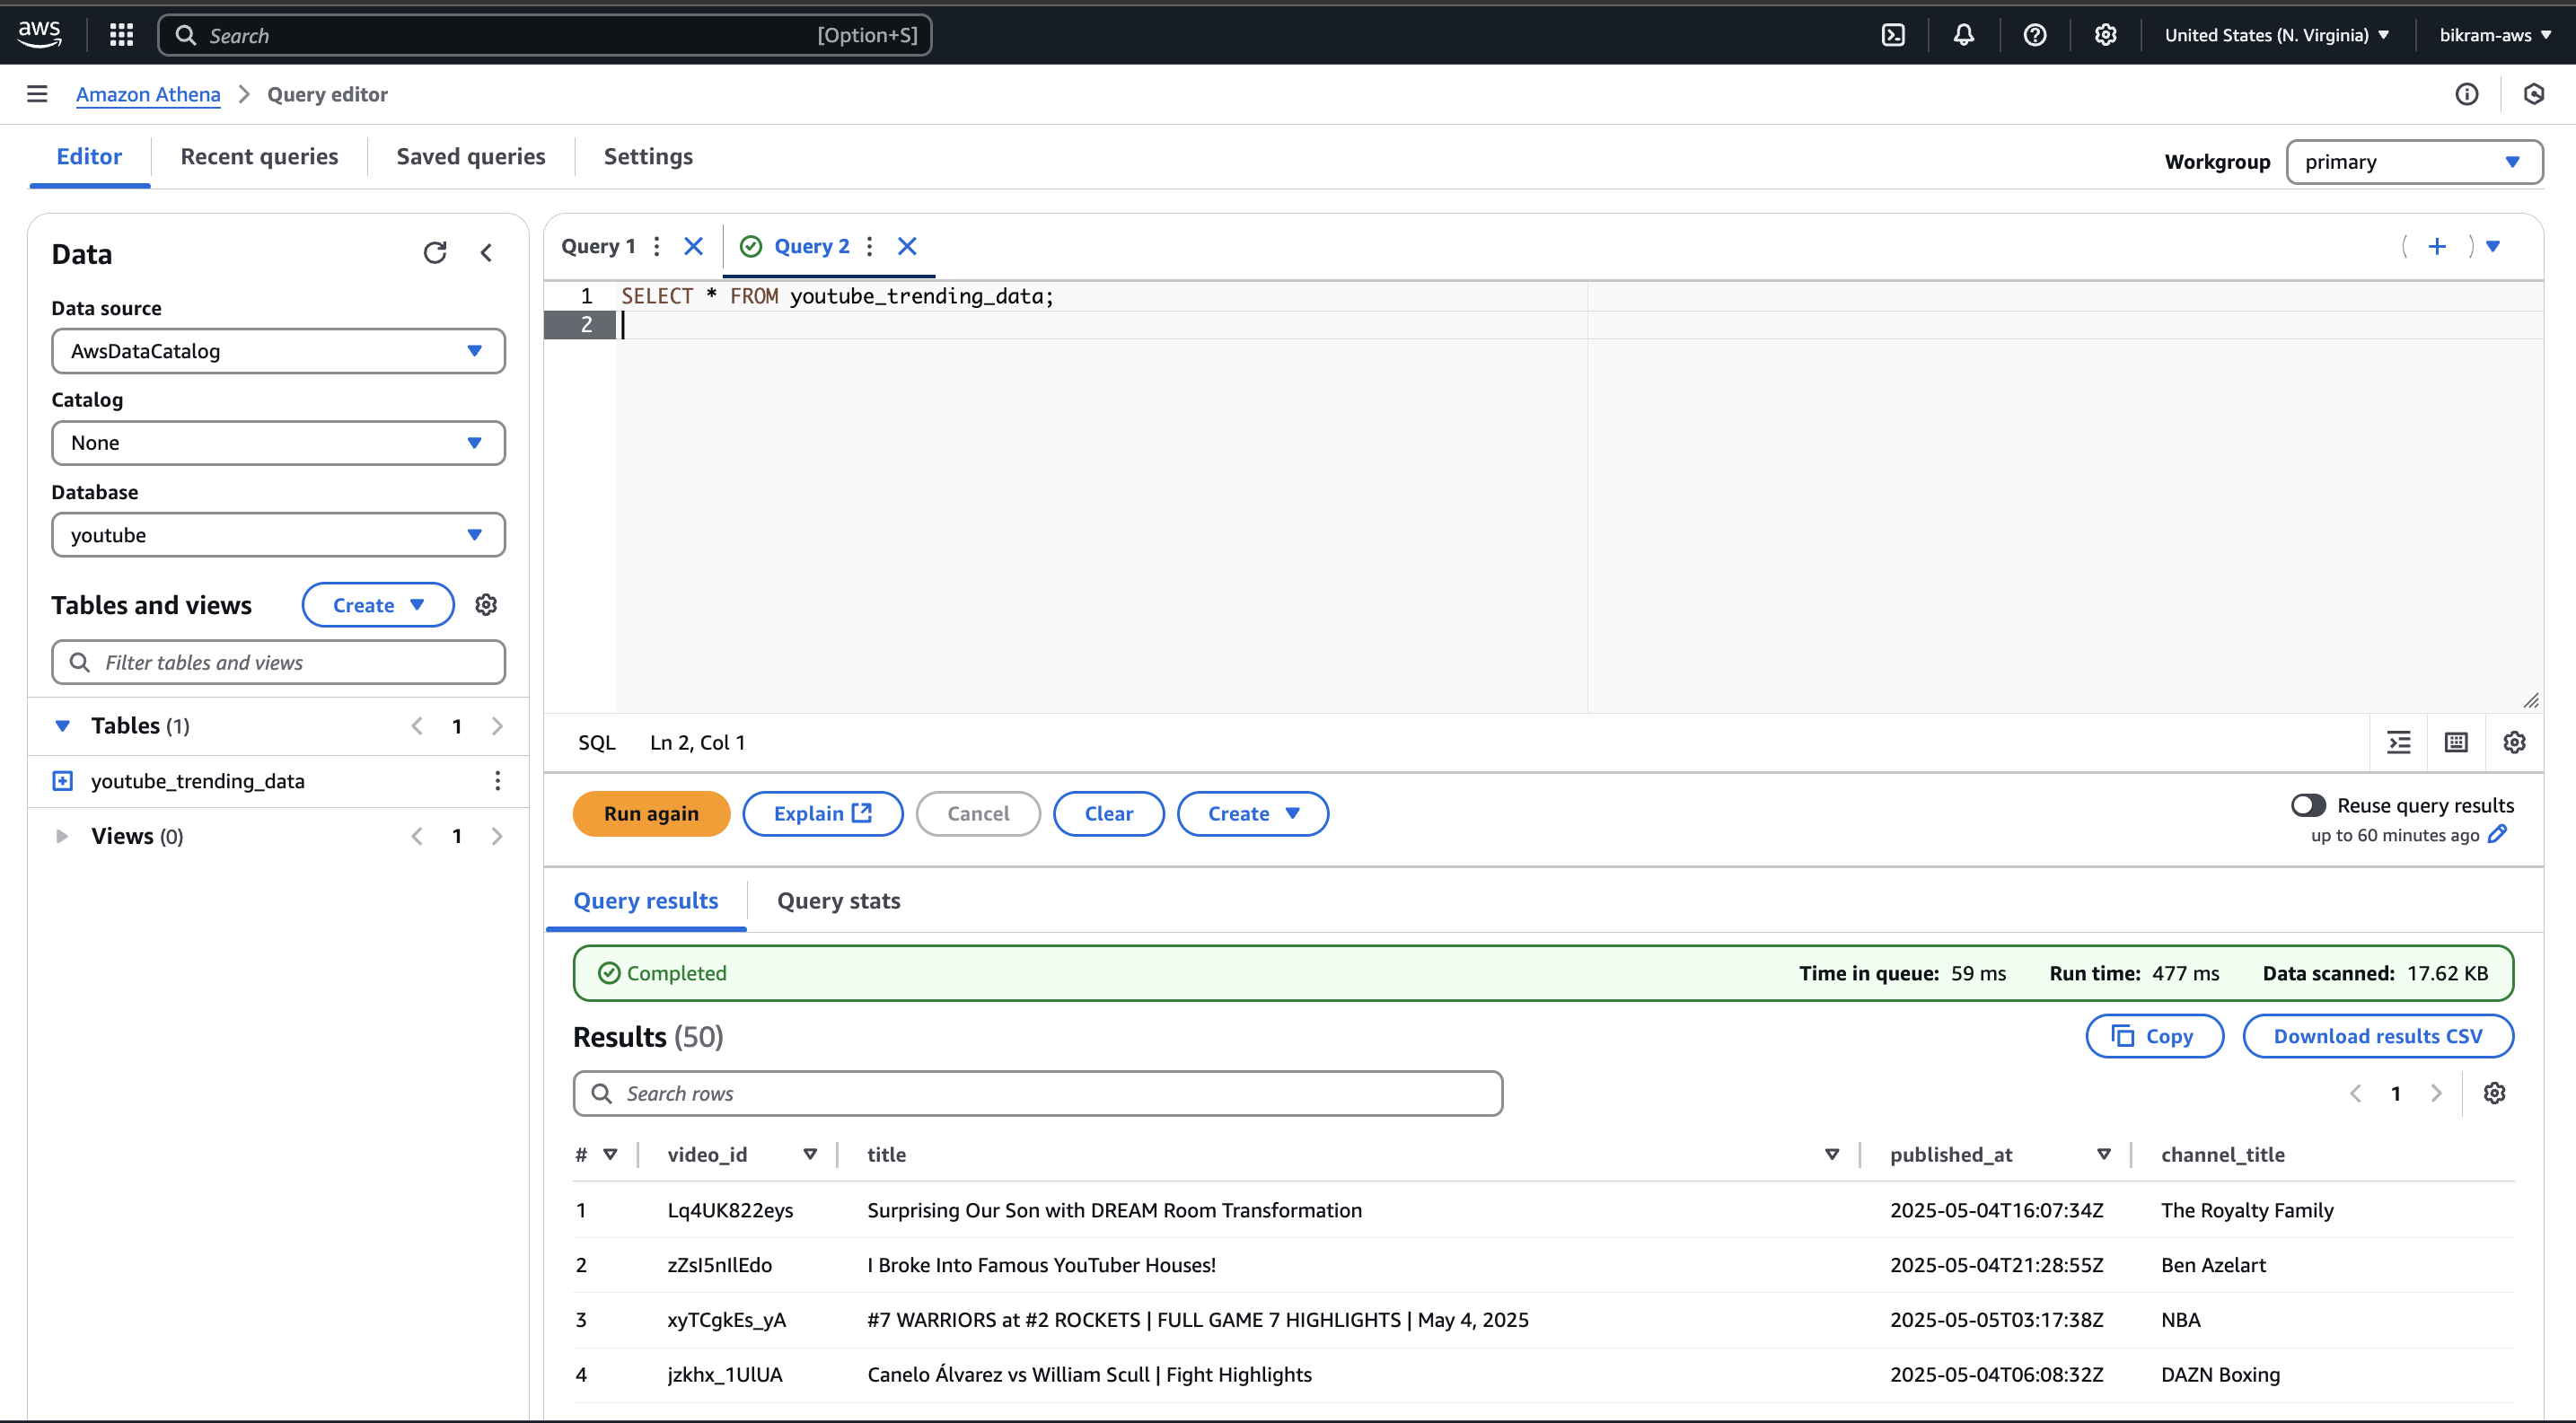 aws Search [Option+S] United States (N. Virginia) bikram-aws
Amazon Athena Query editor
Editor Recent queries Saved queries Settings Workgroup primary
Data
Data source
AwsDataCatalog
Catalog
None
Database
youtube
Tables and views Create
Filter tables and views
Tables (1) 1
youtube_trending_data
Views (0) 1
Query 1 Query 2
1 SELECT * FROM youtube_trending_data;
2
SQL Ln 2, Col 1
Run again Explain Cancel Clear Create Reuse query results
up to 60 minutes ago
Query results Query stats
Completed Time in queue: 59 ms Run time: 477 ms Data scanned: 17.62 KB
Results (50) Copy Download results CSV
Search rows 1
# video_id title published_at channel_title
1 Lq4UK822eys Surprising Our Son with DREAM Room Transformation 2025-05-04T16:07:34Z The Royalty Family
2 zZsI5nIlEdo I Broke Into Famous YouTuber Houses! 2025-05-04T21:28:55Z Ben Azelart
3 xyTCgkEs_yA #7 WARRIORS at #2 ROCKETS | FULL GAME 7 HIGHLIGHTS | May 4, 2025 2025-05-05T03:17:38Z NBA
4 jzkhx_1UlUA Canelo Álvarez vs William Scull | Fight Highlights 2025-05-04T06:08:32Z DAZN Boxing